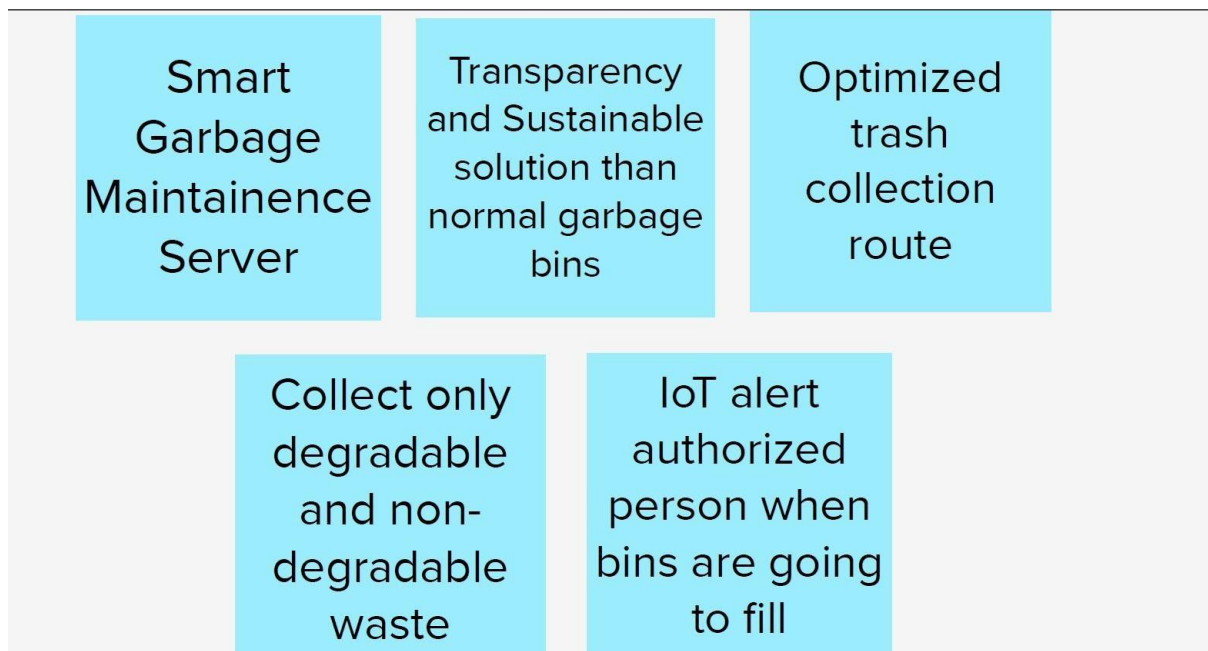 Smart
Garbage
Maintainence
Server
Transparency
and Sustainable
solution than
normal garbage
bins
Optimized
trash
collection
route
Collect only
degradable
and non-
degradable
waste
IoT alert
authorized
person when
bins are going
to fill